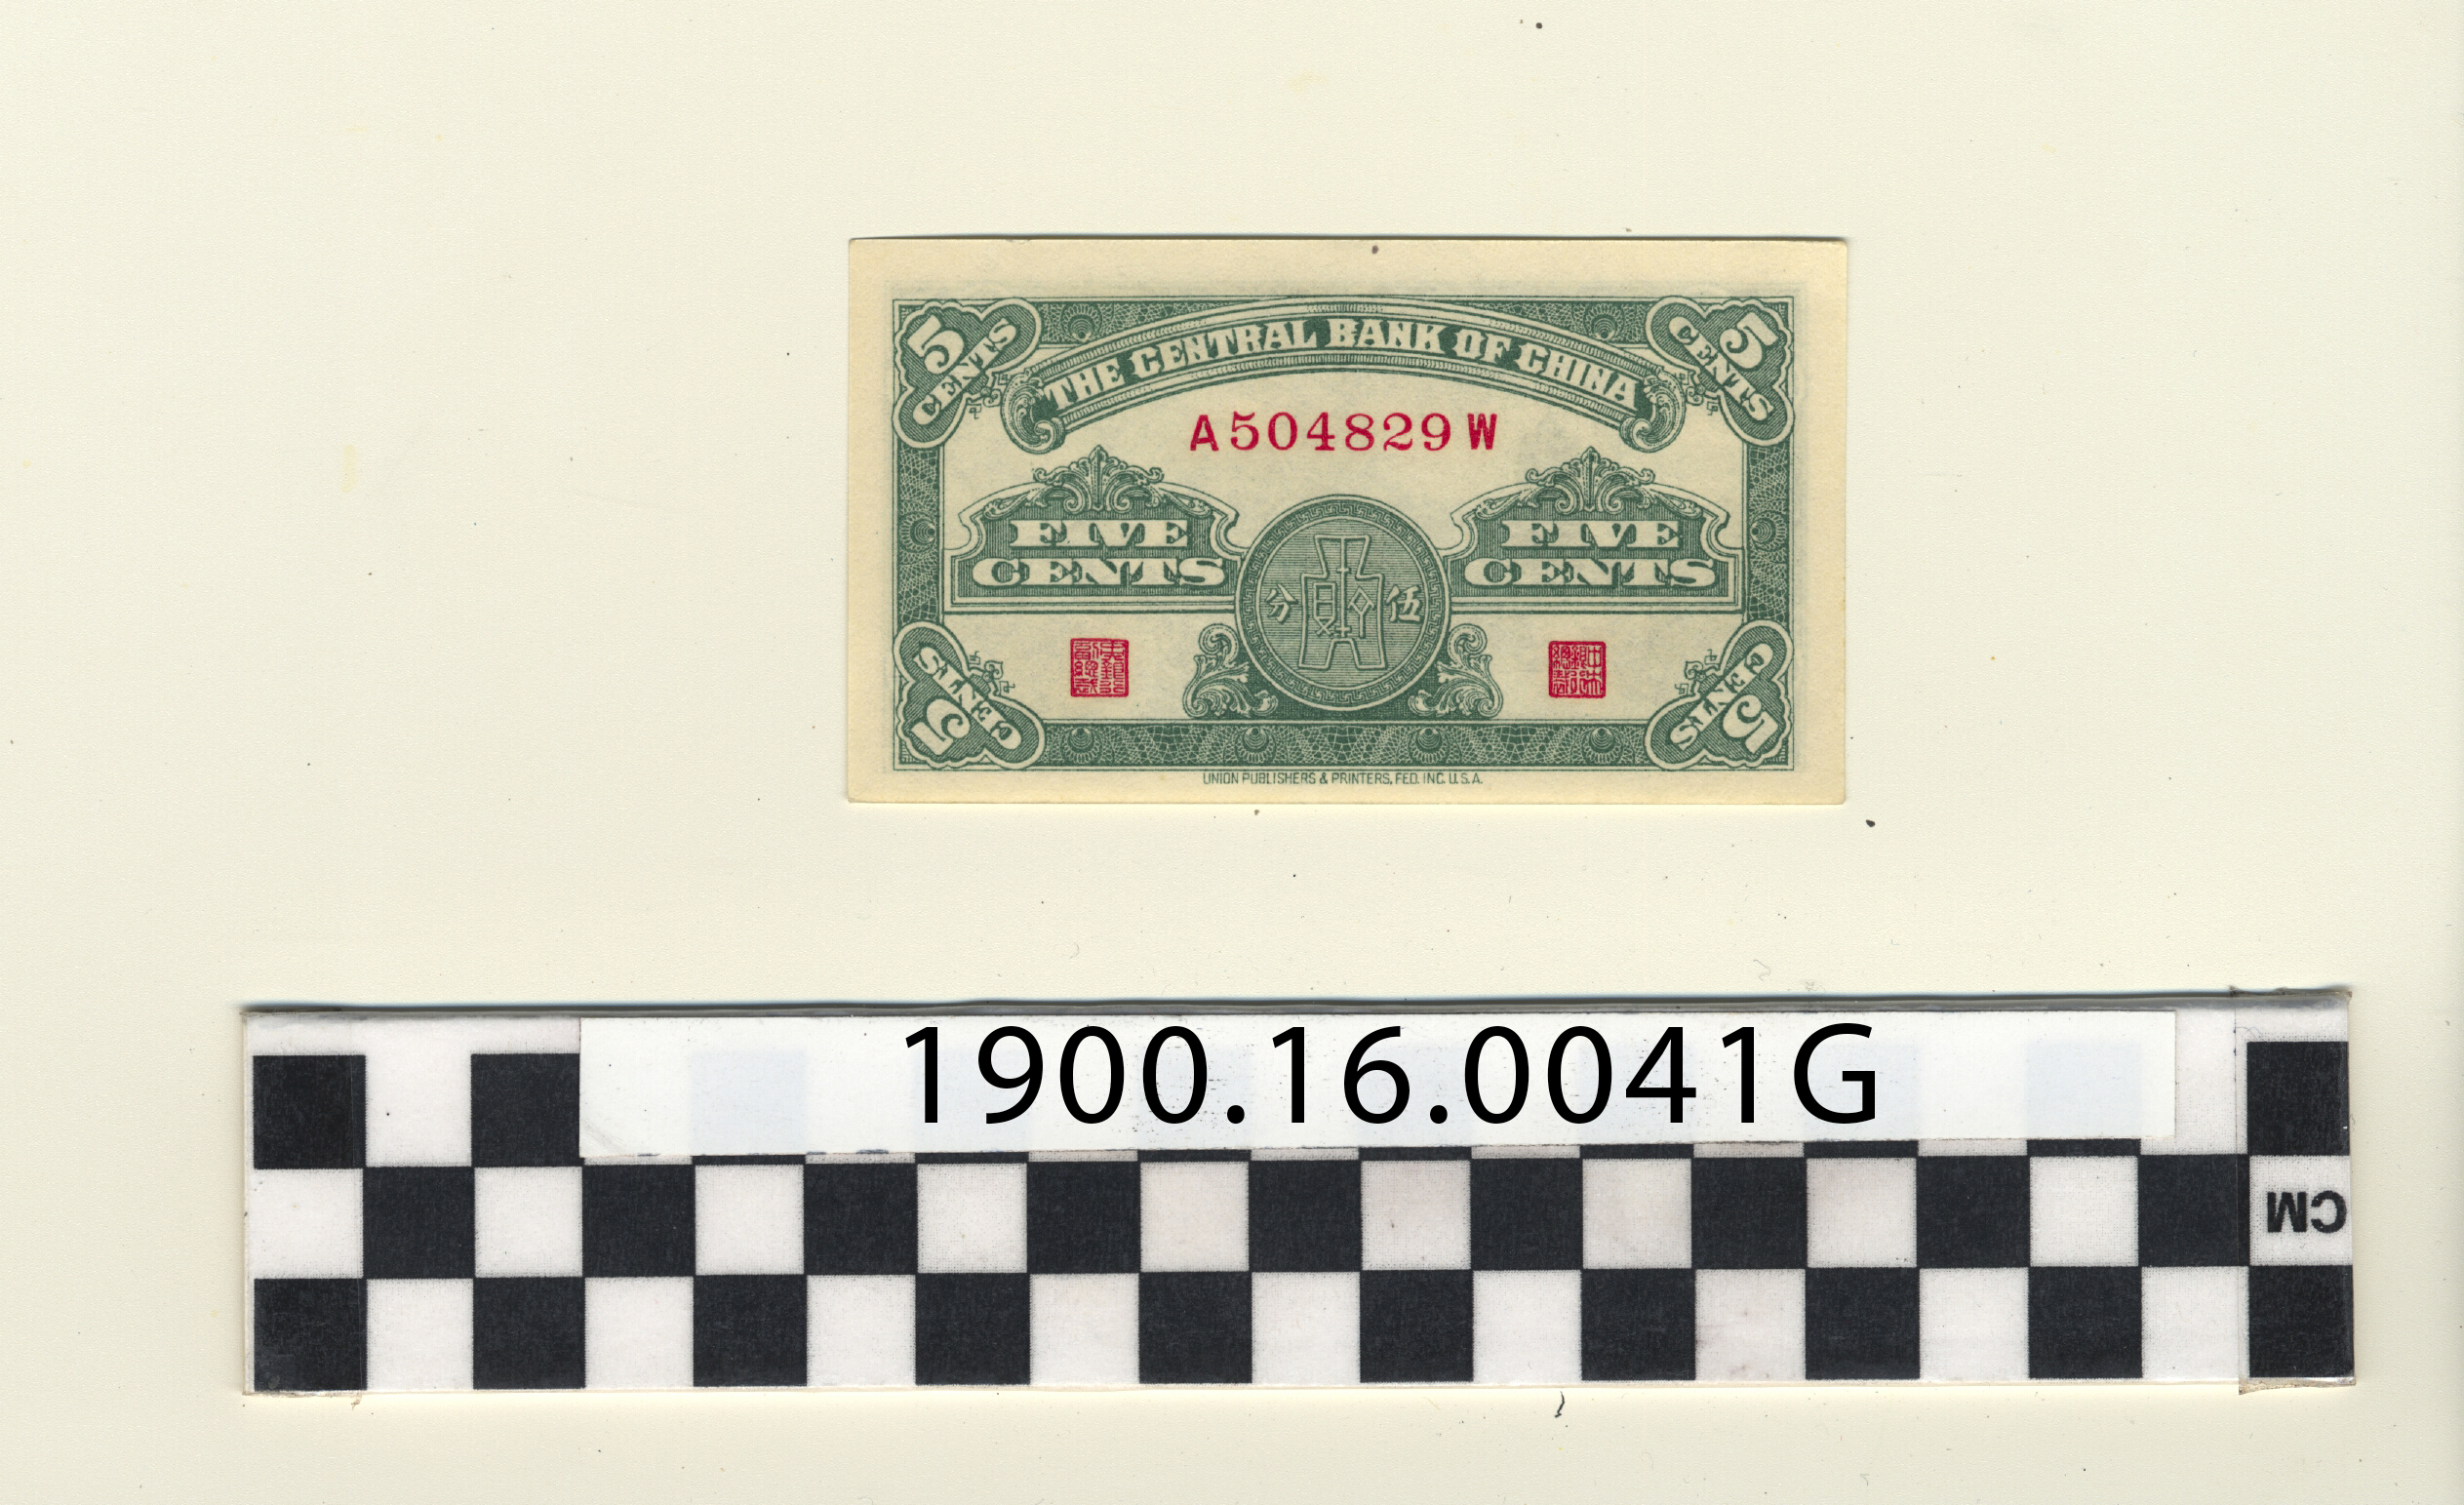 5 CENTS
5 CENTS
THE CENTRAL BANK OF CHINA
A504829W
FIVE CENTS
FIVE CENTS
分 伍
5 CENTS
5 CENTS
UNION PUBLISHERS & PRINTERS, FED. INC. U.S.A.
1900.16.0041G
CM